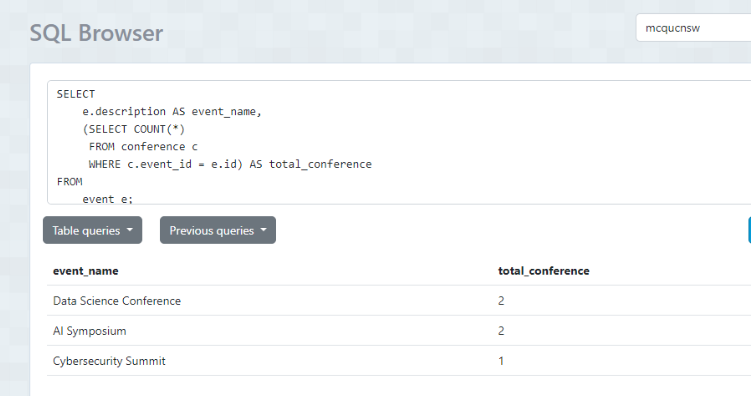 SQL Browser
mcqucnsw
SELECT
e.description AS event_name,
(SELECT COUNT(*)
FROM conference c
WHERE c.event_id = e.id) AS total_conference
FROM
event e;
Table queries
Previous queries
event_name total_conference
Data Science Conference 2
AI Symposium 2
Cybersecurity Summit 1